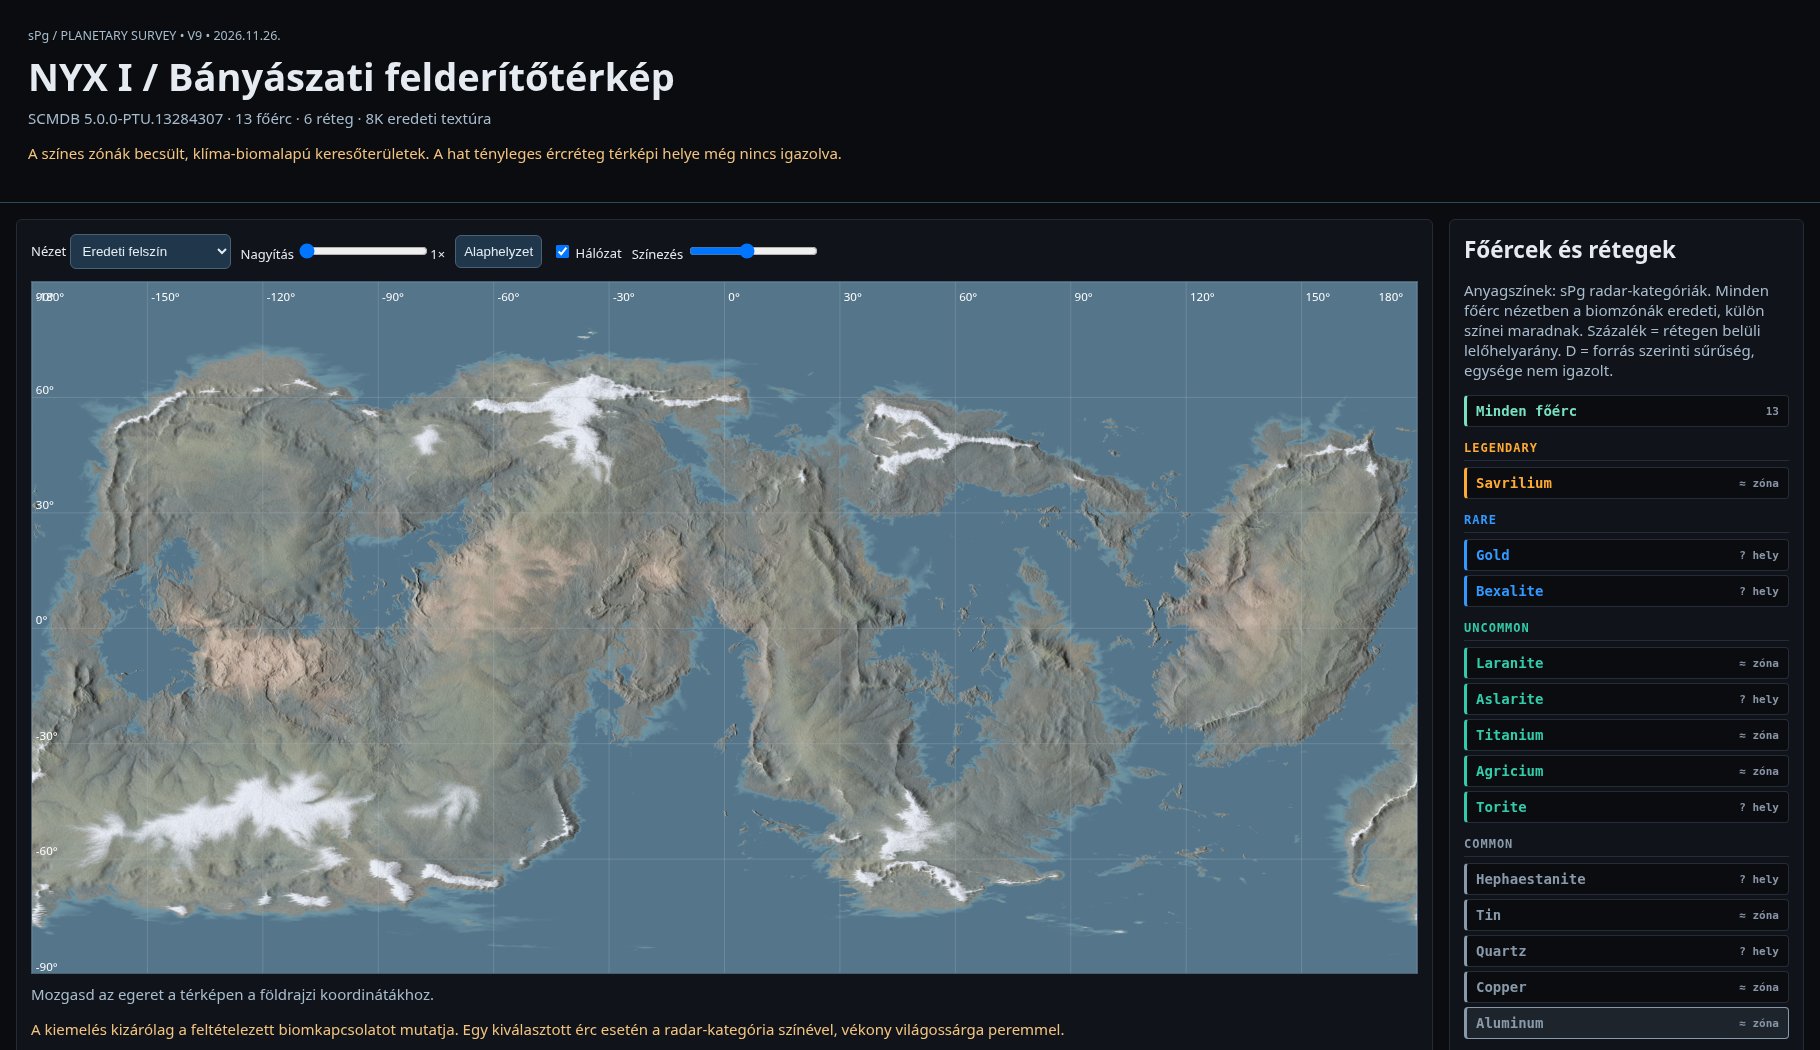 sPg / PLANETARY SURVEY • V9 • 2026.11.26.
NYX I / Bányászati felderítőtérkép
SCMDB 5.0.0-PTU.13284307 · 13 főérc · 6 réteg · 8K eredeti textúra
A színes zónák becsült, klíma-biomalapú keresőterületek. A hat tényleges ércréteg térképi helye még nincs igazolva.
Nézet Eredeti felszín Nagyítás 1× Alaphelyzet Hálózat Színezés
-150° -120° -90° -60° -30° 0° 30° 60° 90° 120° 150° 180°
60°
30°
0°
-30°
-60°
-90°
Mozgasd az egeret a térképen a földrajzi koordinátákhoz.
A kiemelés kizárólag a feltételezett biomkapcsolatot mutatja. Egy kiválasztott érc esetén a radar-kategória színével, vékony világossárga peremmel.
Főércek és rétegek
Anyagszínek: sPg radar-kategóriák. Minden
főérc nézetben a biomzónák eredeti, külön
színei maradnak. Százalék = rétegen belüli
lelőhelyarány. D = forrás szerinti sűrűség,
egysége nem igazolt.
Minden főérc 13
LEGENDARY
Savrilium ≈ zóna
RARE
Gold ? hely
Bexalite ? hely
UNCOMMON
Laranite ≈ zóna
Aslarite ? hely
Titanium ≈ zóna
Agricium ≈ zóna
Torite ? hely
COMMON
Hephaestanite ? hely
Tin ≈ zóna
Quartz ? hely
Copper ≈ zóna
Aluminum ≈ zóna